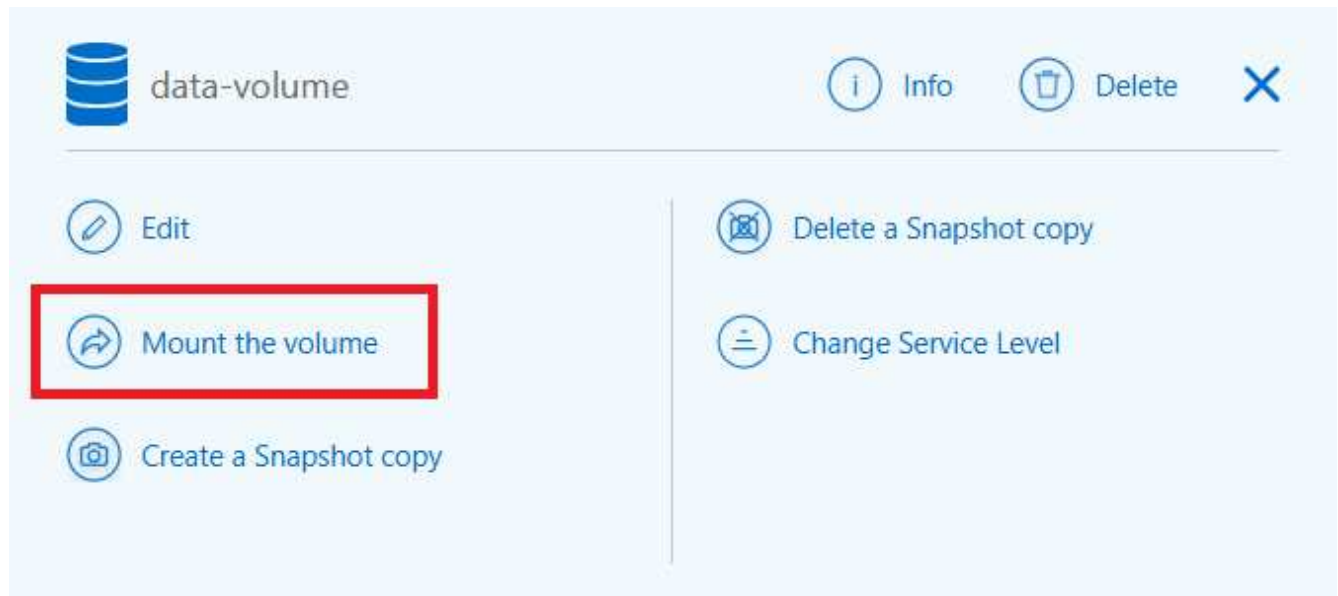 data-volume
Info
Delete
Edit
Mount the volume
Create a Snapshot copy
Delete a Snapshot copy
Change Service Level